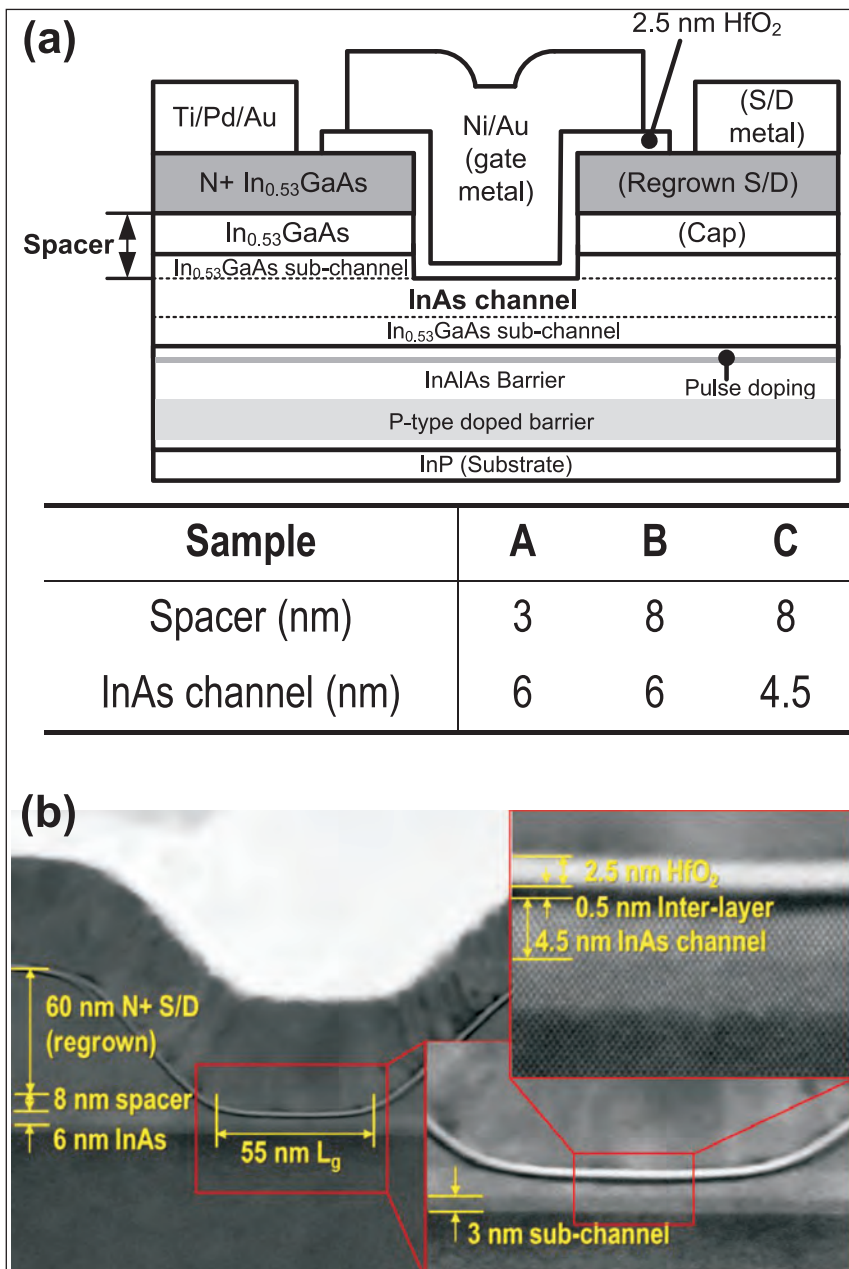 (a)
2.5 nm HfO₂
Ti/Pd/Au
Ni/Au
(gate
metal)
(S/D
metal)
N+ In₀.₅₃GaAs
(Regrown S/D)
Spacer
In₀.₅₃GaAs
(Cap)
In₀.₅₃GaAs sub-channel
InAs channel
In₀.₅₃GaAs sub-channel
InAlAs Barrier
Pulse doping
P-type doped barrier
InP (Substrate)
Sample A B C
Spacer (nm) 3 8 8
InAs channel (nm) 6 6 4.5
(b)
2.5 nm HfO₂
0.5 nm Inter-layer
4.5 nm InAs channel
60 nm N+ S/D
(regrown)
8 nm spacer
6 nm InAs
55 nm Lg
3 nm sub-channel